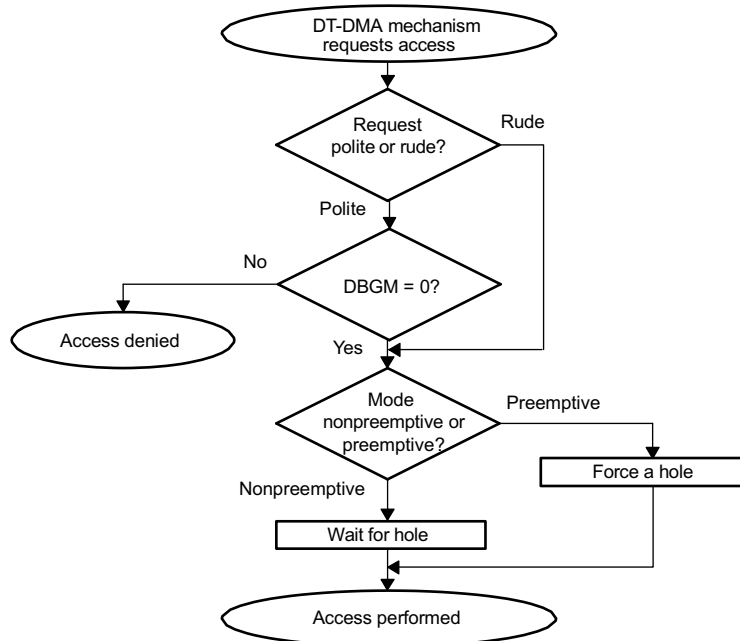 DT-DMA mechanism
requests access
Request
polite or rude?
Rude
Polite
No
DBGM = 0?
Access denied
Yes
Mode
nonpreemptive or
preemptive?
Preemptive
Force a hole
Nonpreemptive
Wait for hole
Access performed